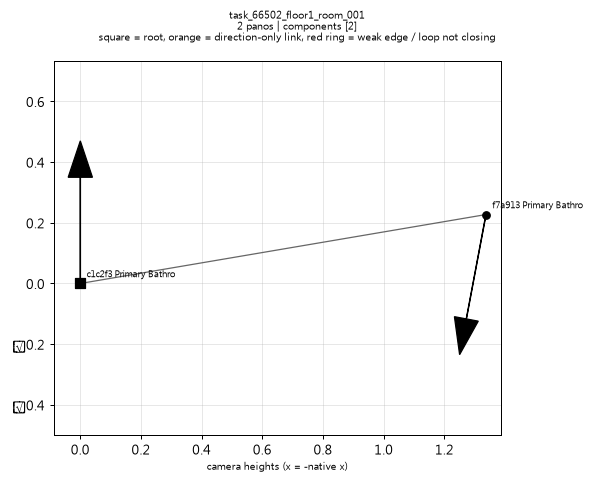 task_66502_floor1_room_001
2 panos | components [2]
square = root, orange = direction-only link, red ring = weak edge / loop not closing
0.6
0.4
f7a913 Primary Bathro
0.2
c1c2f3 Primary Bathro
0.0
0.2
0.4
0.0 0.2 0.4 0.6 0.8 1.0 1.2
camera heights (x = -native x)